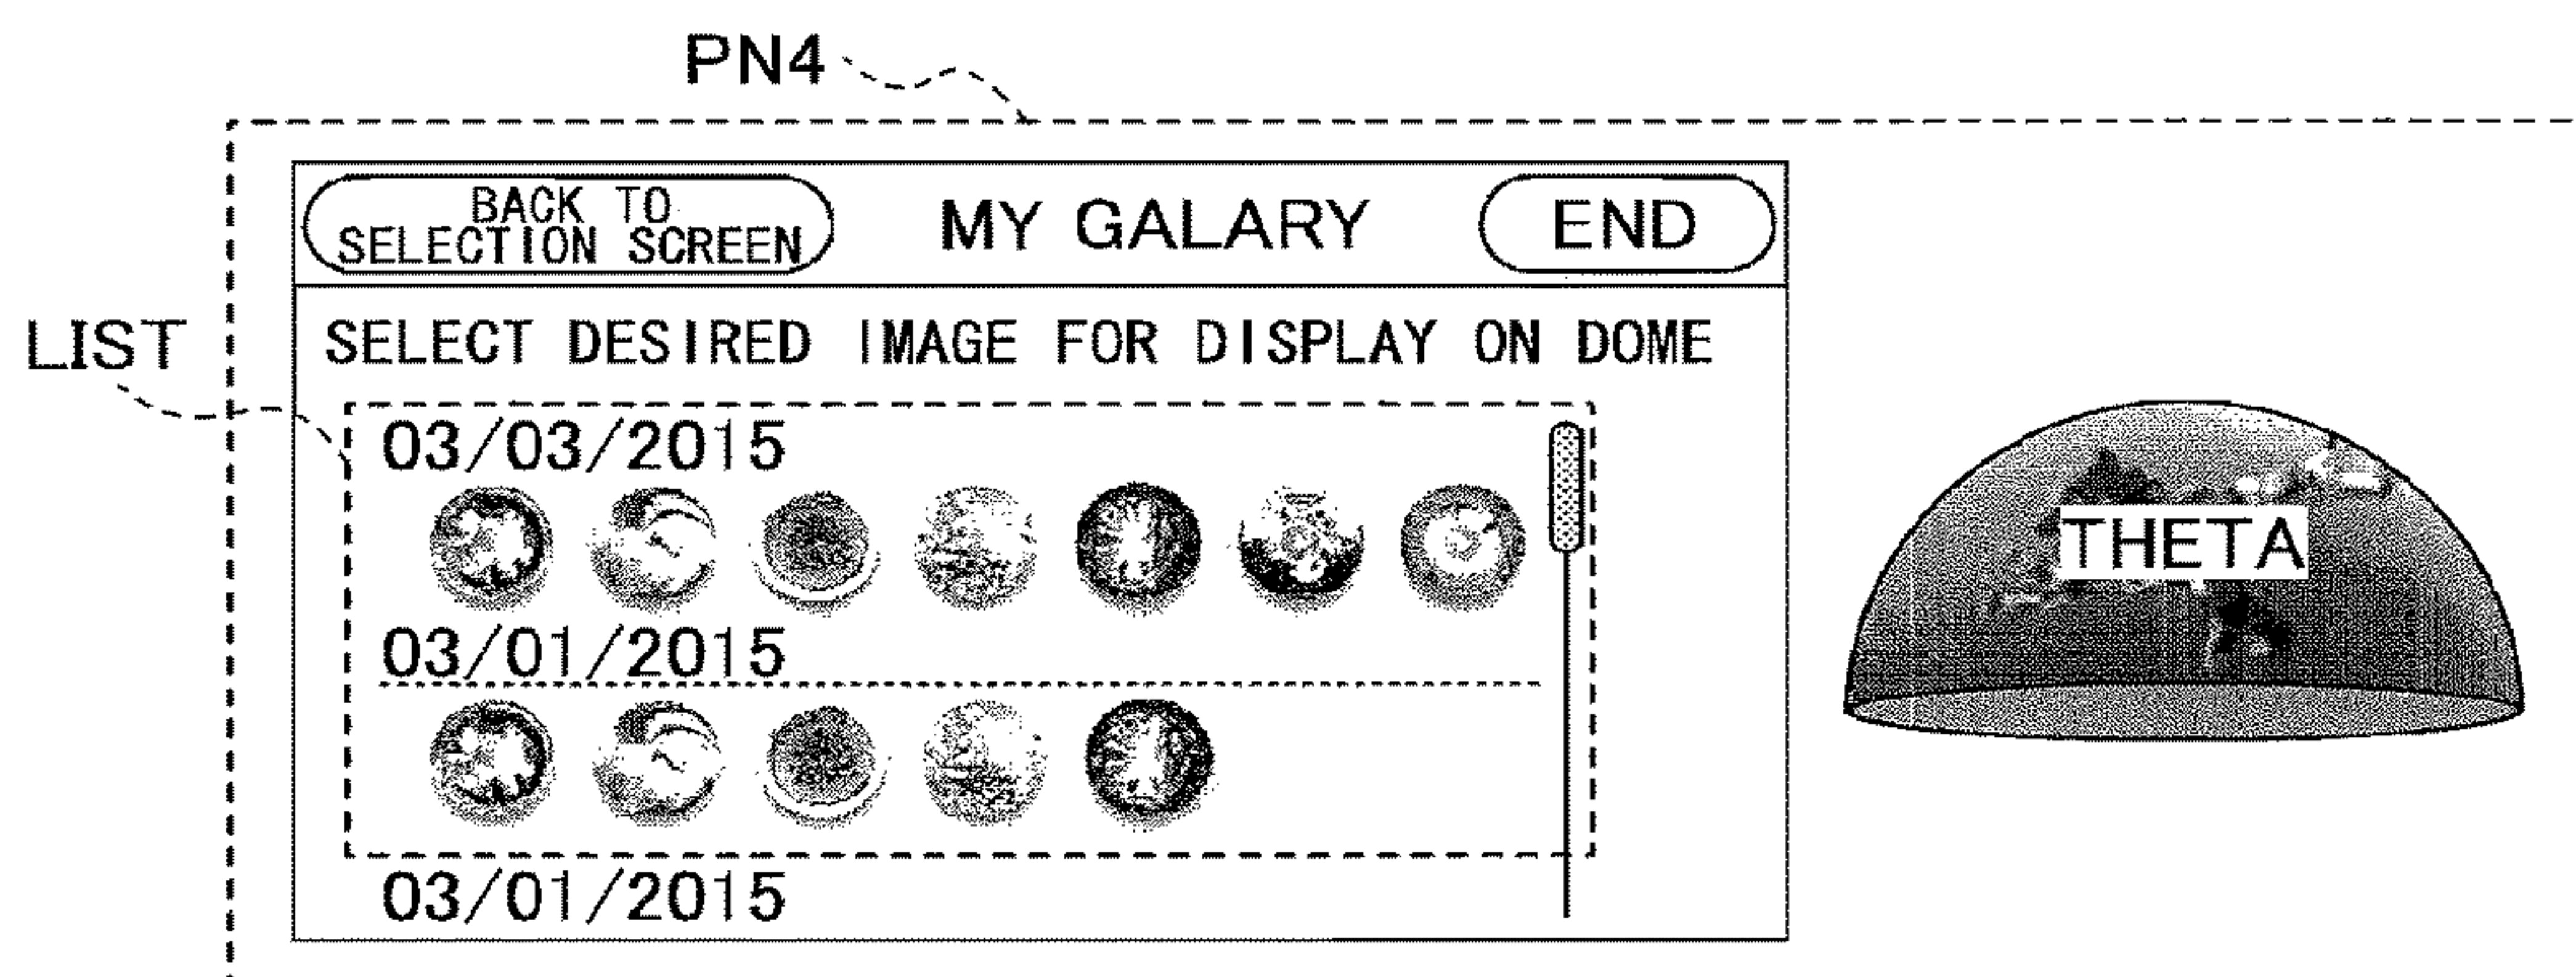 PN4
BACK TO
SELECTION SCREEN
MY GALARY
END
LIST
SELECT DESIRED IMAGE FOR DISPLAY ON DOME
03/03/2015
THETA
03/01/2015
03/01/2015